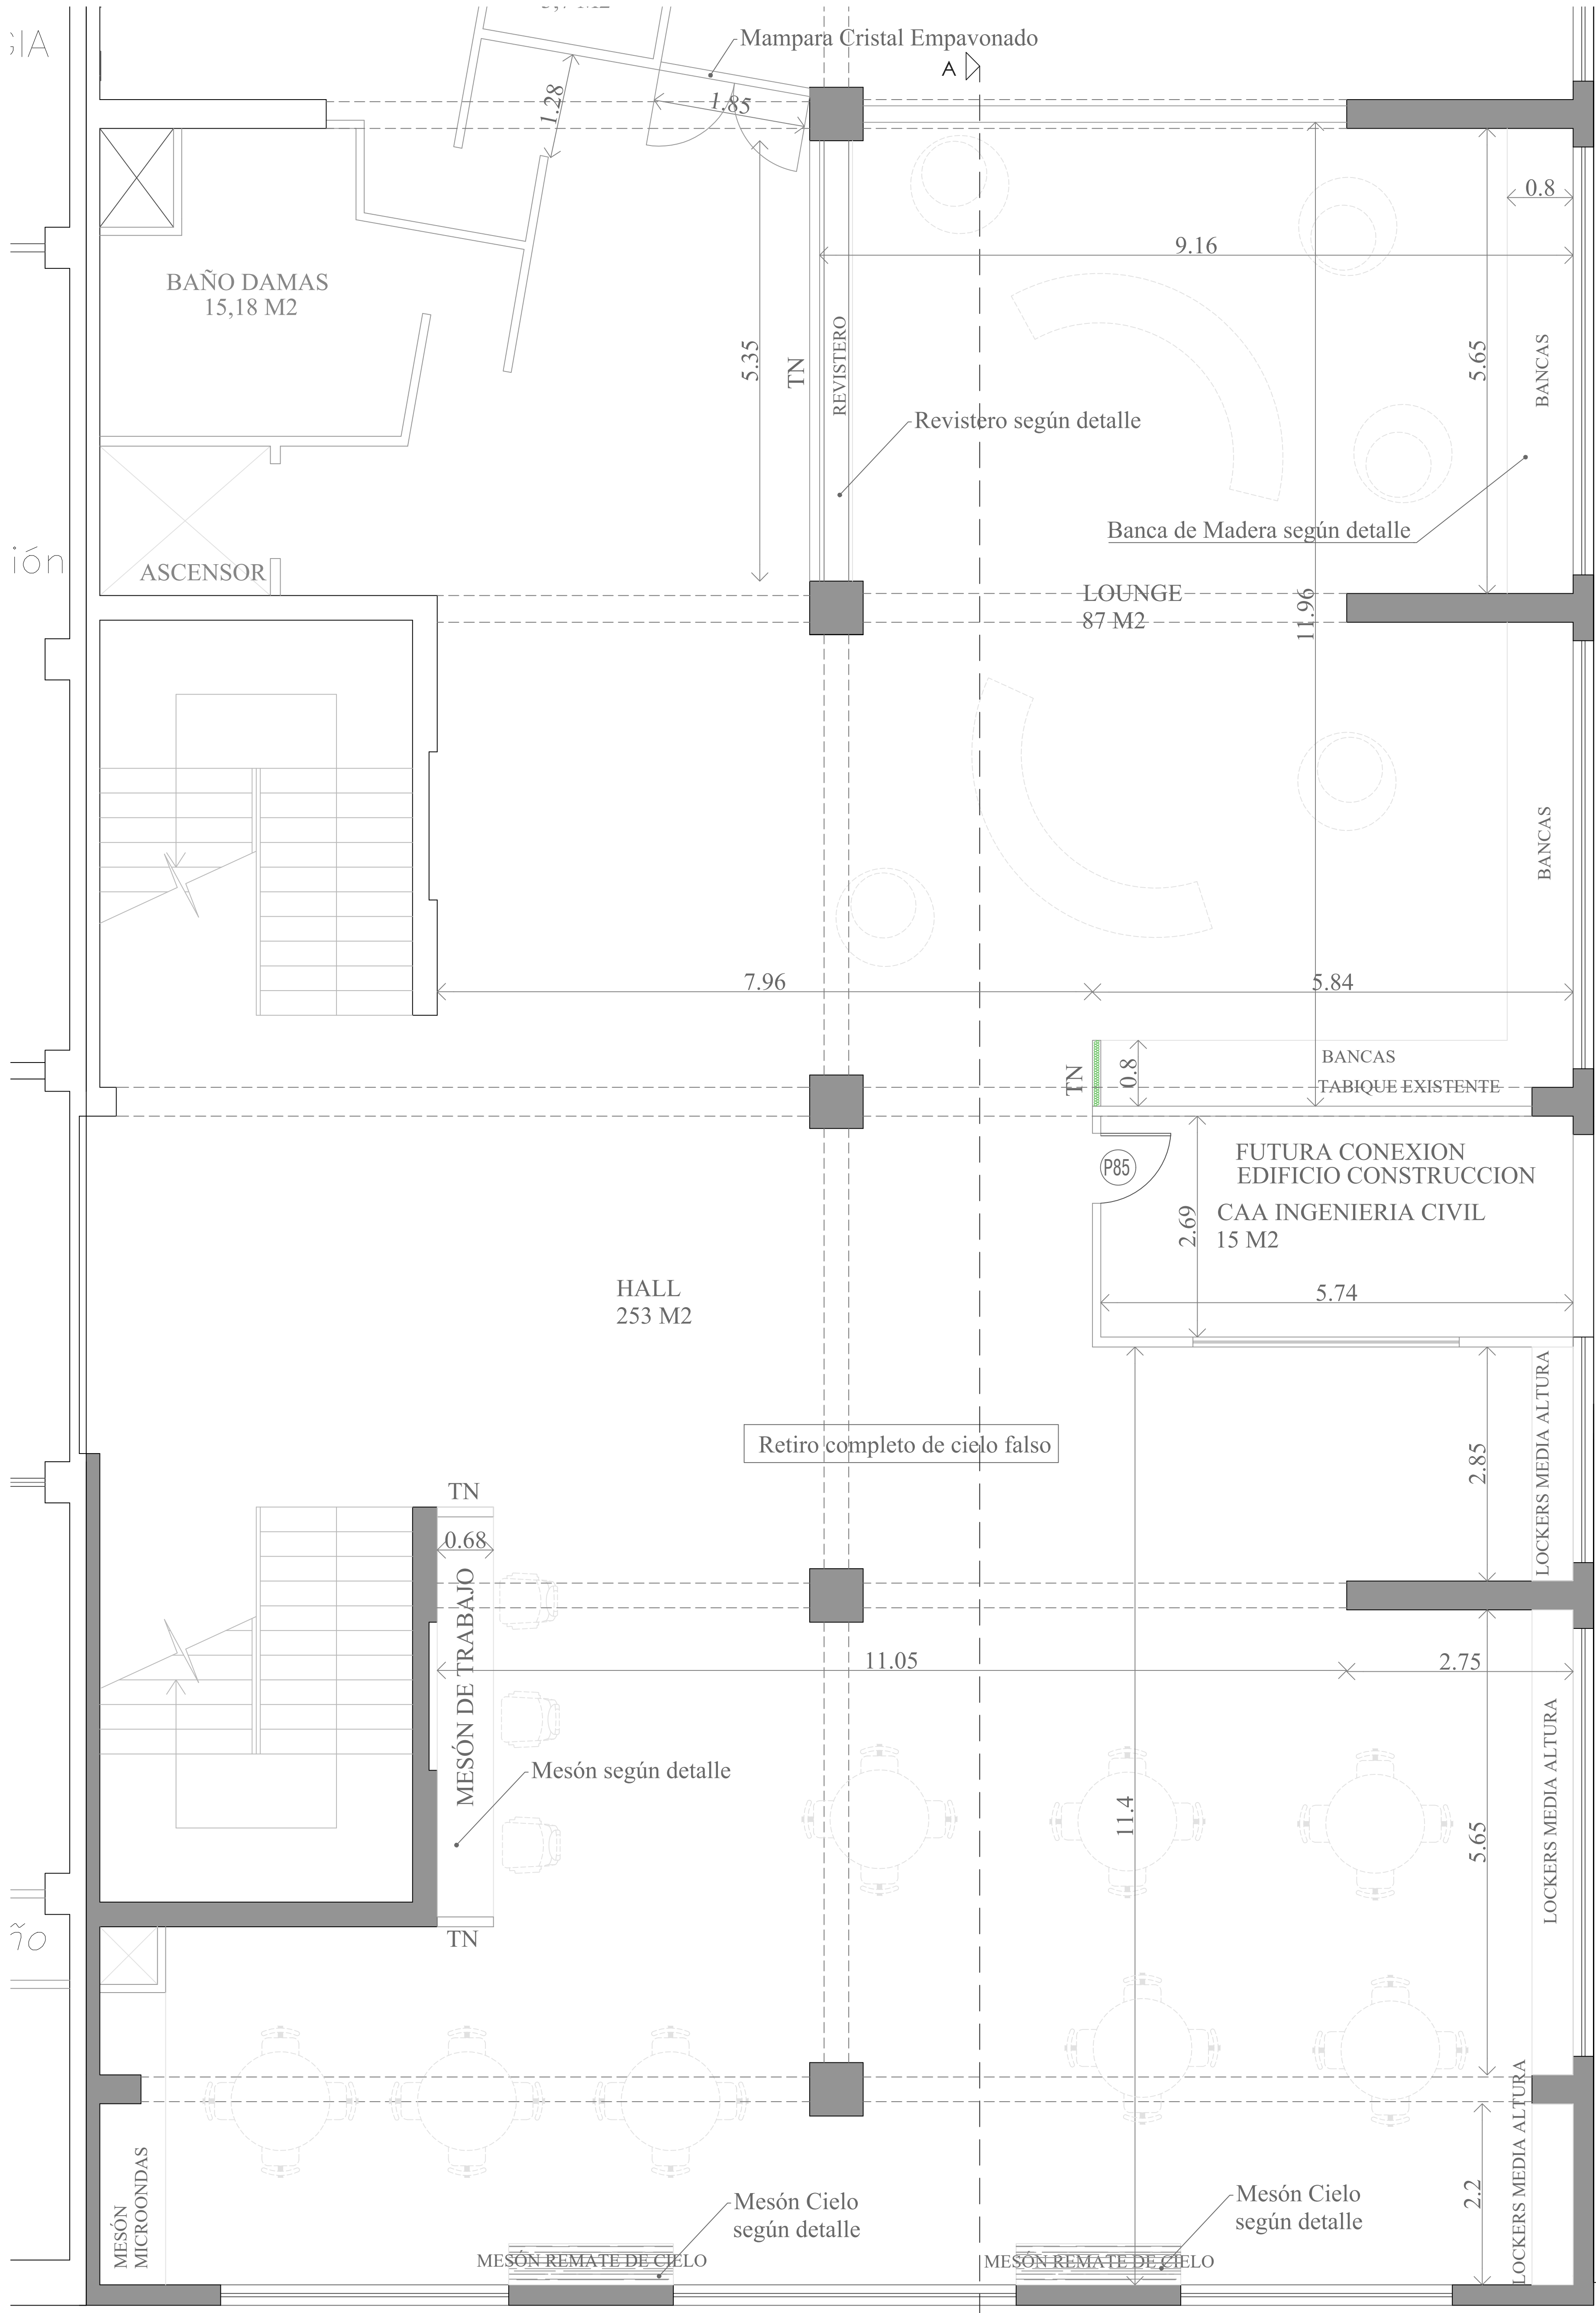 Mampara Cristal Empavonado
A
1.28
1.85
0.8
9.16
BAÑO DAMAS
15,18 M2
5.35
TN
REVISTERO
5.65
BANCAS
Revistero según detalle
Banca de Madera según detalle
ión
ASCENSOR
LOUNGE
87 M2
11.96
BANCAS
7.96
5.84
BANCAS
TN
0.8
TABIQUE EXISTENTE
P85
FUTURA CONEXION
EDIFICIO CONSTRUCCION
2.69
CAA INGENIERIA CIVIL
15 M2
HALL
253 M2
5.74
Retiro completo de cielo falso
2.85
LOCKERS MEDIA ALTURA
TN
0.68
MESÓN DE TRABAJO
11.05
2.75
Mesón según detalle
11.4
5.65
LOCKERS MEDIA ALTURA
TN
ño
MESÓN
MICROONDAS
Mesón Cielo
según detalle
Mesón Cielo
según detalle
2.2
LOCKERS MEDIA ALTURA
MESÓN REMATE DE CIELO
MESÓN REMATE DE CIELO